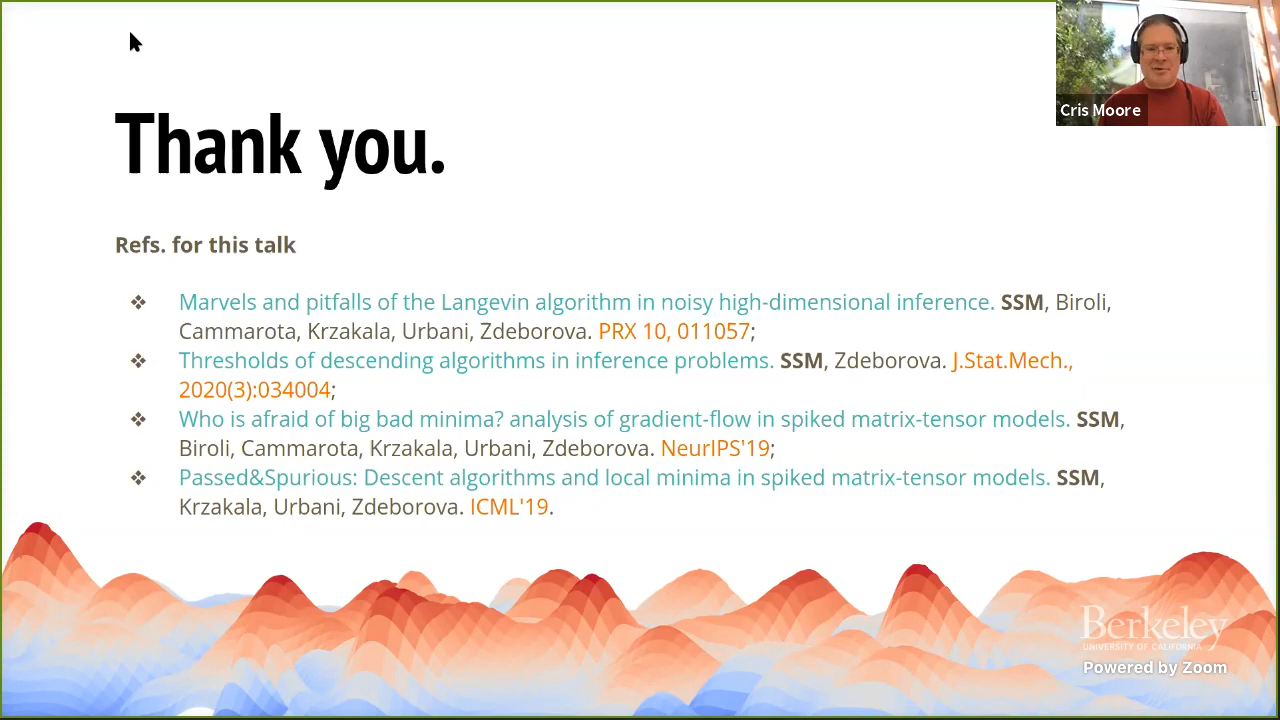 Cris Moore
Thank you.
Refs. for this talk
❖ Marvels and pitfalls of the Langevin algorithm in noisy high-dimensional inference. SSM, Biroli,
Cammarota, Krzakala, Urbani, Zdeborova. PRX 10, 011057;
❖ Thresholds of descending algorithms in inference problems. SSM, Zdeborova. J.Stat.Mech.,
2020(3):034004;
❖ Who is afraid of big bad minima? analysis of gradient-flow in spiked matrix-tensor models. SSM,
Biroli, Cammarota, Krzakala, Urbani, Zdeborova. NeurIPS'19;
❖ Passed&Spurious: Descent algorithms and local minima in spiked matrix-tensor models. SSM,
Krzakala, Urbani, Zdeborova. ICML'19.
Berkeley
UNIVERSITY OF CALIFORNIA
Powered by Zoom